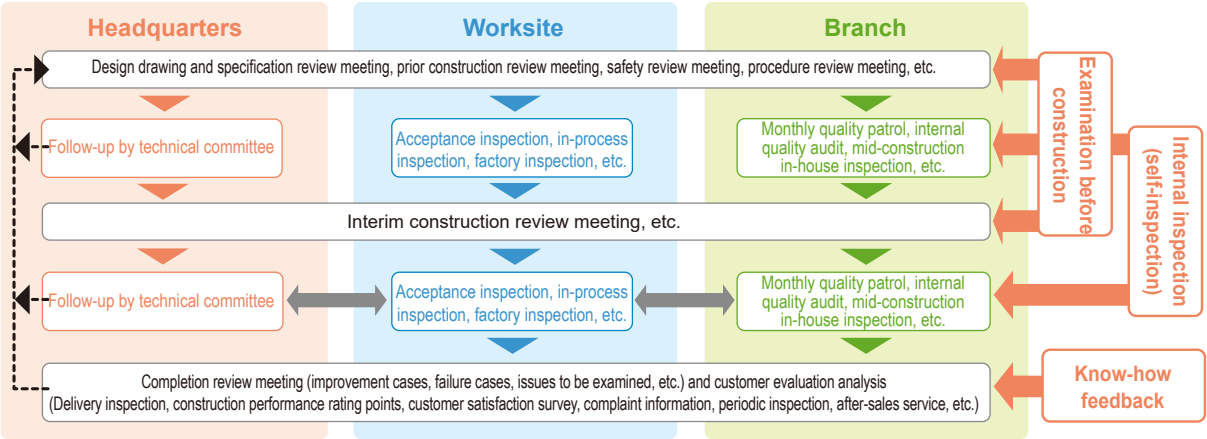 Headquarters
Worksite
Branch
Design drawing and specification review meeting, prior construction review meeting, safety review meeting, procedure review meeting, etc.
Follow-up by technical committee
Acceptance inspection, in-process
inspection, factory inspection, etc.
Monthly quality patrol, internal
quality audit, mid-construction
in-house inspection, etc.
Interim construction review meeting, etc.
Follow-up by technical committee
Acceptance inspection, in-process
inspection, factory inspection, etc.
Monthly quality patrol, internal
quality audit, mid-construction
in-house inspection, etc.
Completion review meeting (improvement cases, failure cases, issues to be examined, etc.) and customer evaluation analysis
(Delivery inspection, construction performance rating points, customer satisfaction survey, complaint information, periodic inspection, after-sales service, etc.)
Examination before
construction
Internal inspection
(self-inspection)
Know-how
feedback